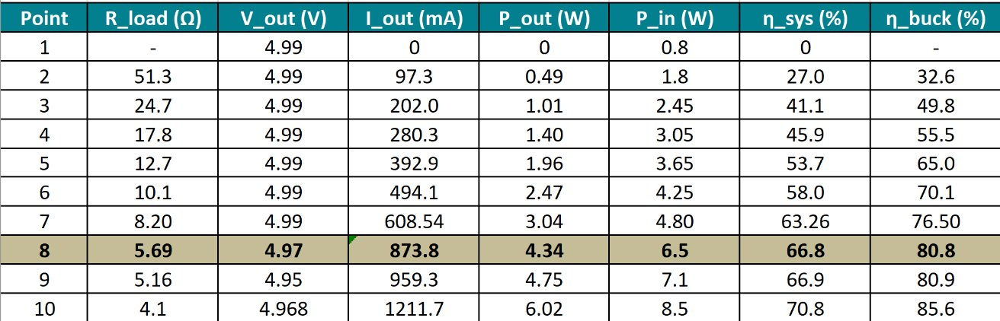 Point R_load (Ω) V_out (V) I_out (mA) P_out (W) P_in (W) η_sys (%) η_buck (%)
1 - 4.99 0 0 0.8 0 -
2 51.3 4.99 97.3 0.49 1.8 27.0 32.6
3 24.7 4.99 202.0 1.01 2.45 41.1 49.8
4 17.8 4.99 280.3 1.40 3.05 45.9 55.5
5 12.7 4.99 392.9 1.96 3.65 53.7 65.0
6 10.1 4.99 494.1 2.47 4.25 58.0 70.1
7 8.20 4.99 608.54 3.04 4.80 63.26 76.50
8 5.69 4.97 873.8 4.34 6.5 66.8 80.8
9 5.16 4.95 959.3 4.75 7.1 66.9 80.9
10 4.1 4.968 1211.7 6.02 8.5 70.8 85.6